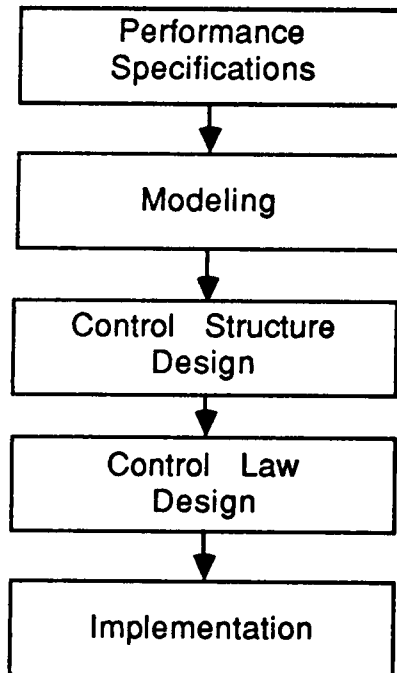 Performance
Specifications
Modeling
Control Structure
Design
Control Law
Design
Implementation